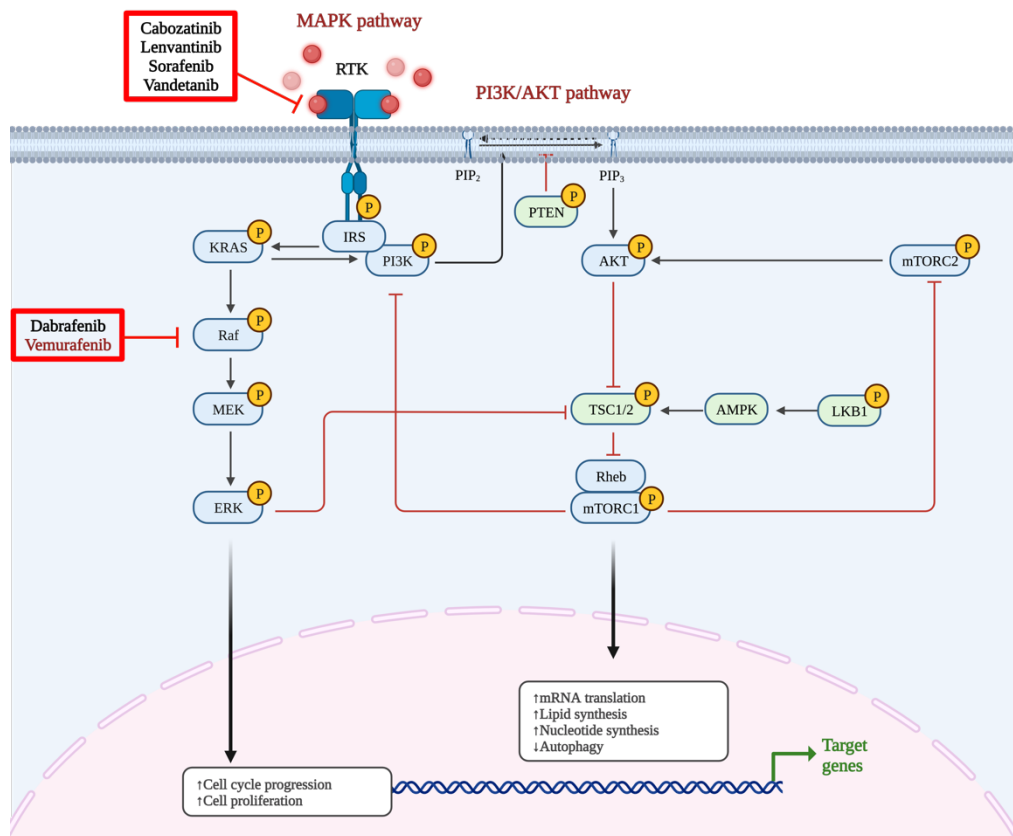 MAPK pathway
Cabozatinib
Lenvantinib
Sorafenib
Vandetanib
RTK
PI3K/AKT pathway
PIP₂
PIP₃
P
PTEN
P
IRS
P
KRAS
P
PI3K
P
AKT
P
mTORC2
P
Dabrafenib
Vemurafenib
Raf
P
MEK
P
TSC1/2
P
AMPK
LKB1
P
Rheb
ERK
P
mTORC1
P
↑mRNA translation
↑Lipid synthesis
↑Nucleotide synthesis
↓Autophagy
Target
genes
↑Cell cycle progression
↑Cell proliferation